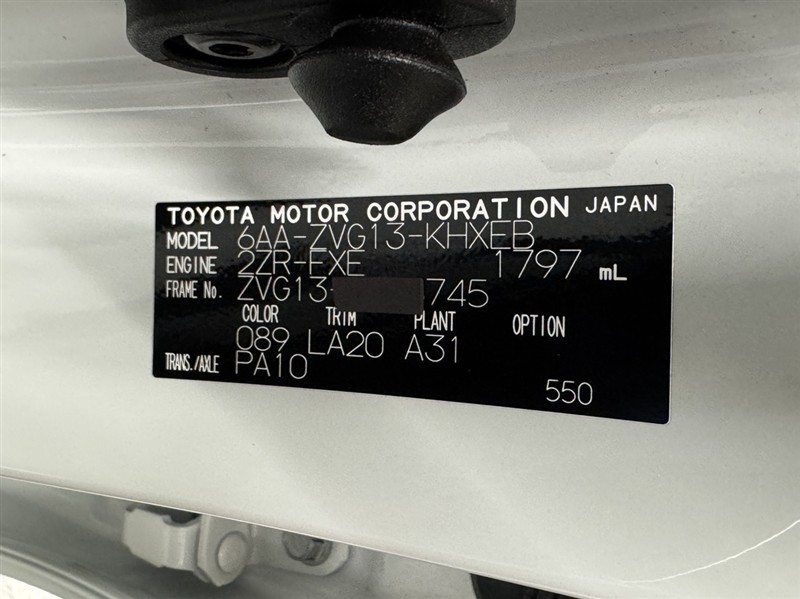 TOYOTA MOTOR CORPORATION JAPAN
MODEL 6AA-ZVG13-KHXEB
ENGINE 2ZR-FXE 1797 mL
FRAME No. ZVG13- 745
COLOR TRIM PLANT OPTION
089 LA20 A31
TRANS./AXLE PA10
550